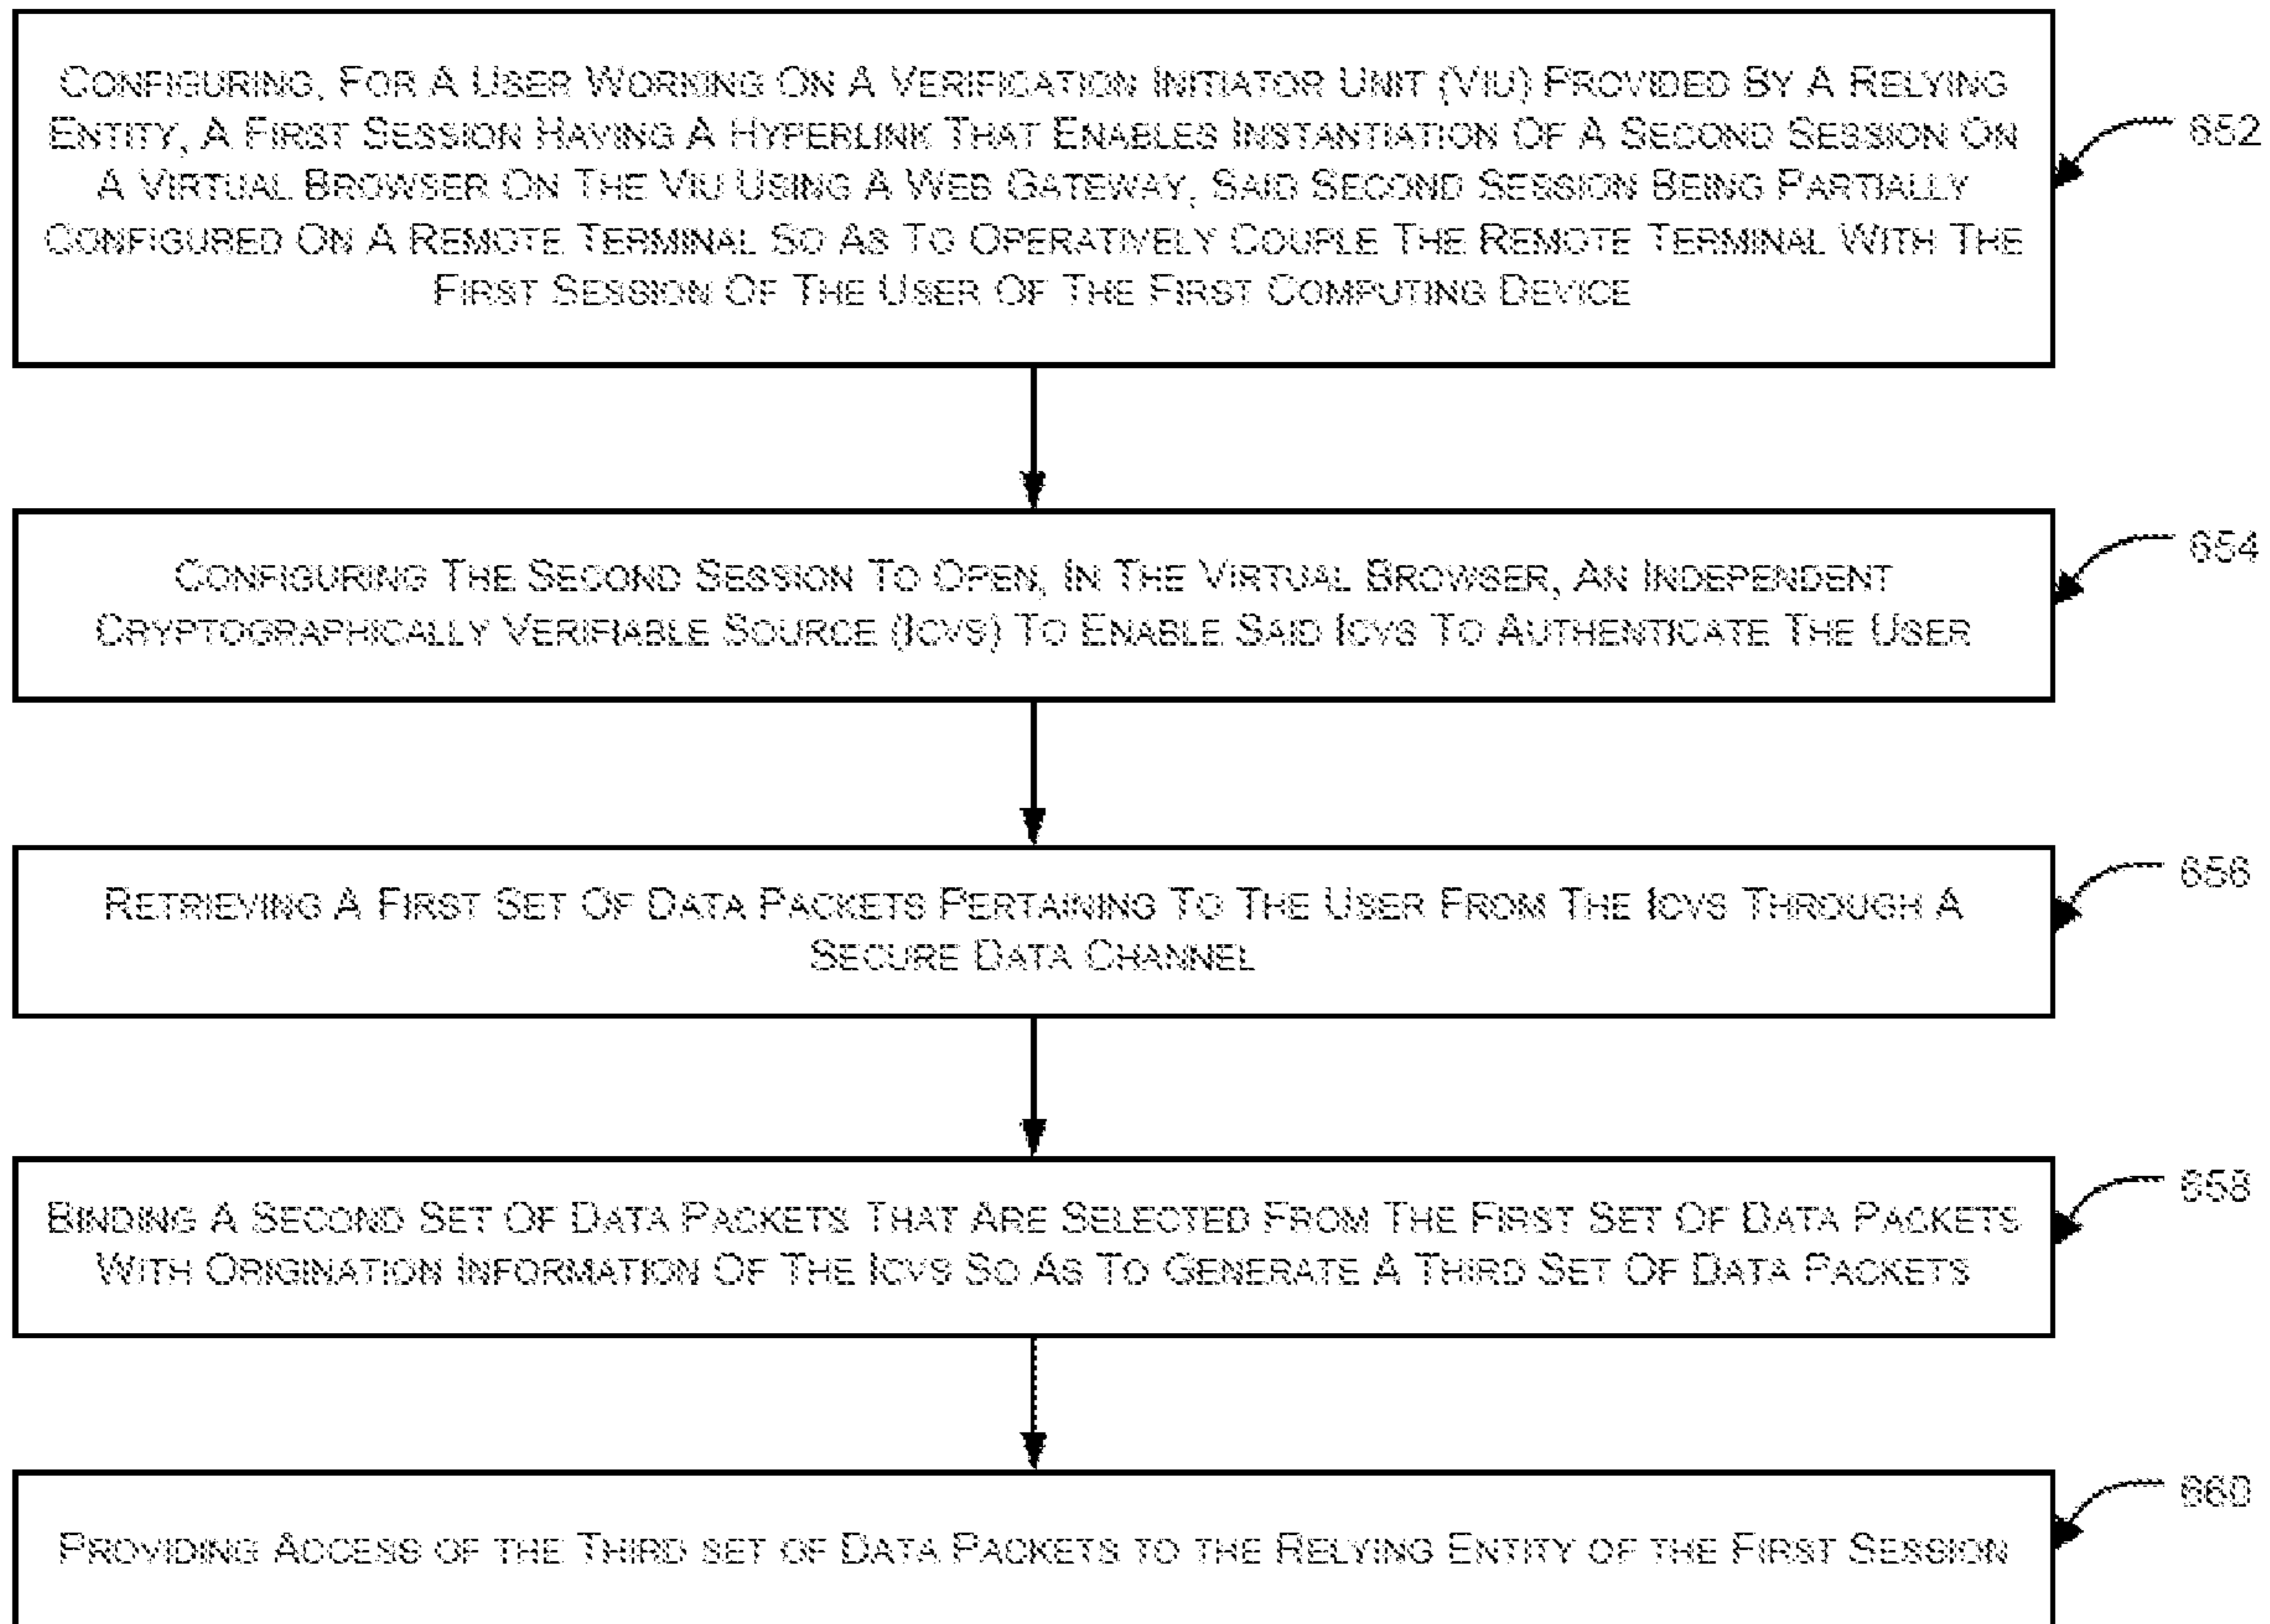 CONFIGURING, FOR A USER WORKING ON A VERIFICATION INITIATOR UNIT (VIU) PROVIDED BY A RELYING
ENTITY, A FIRST SESSION HAVING A HYPERLINK THAT ENABLES INSTANTIATION OF A SECOND SESSION ON
A VIRTUAL BROWSER ON THE VIU USING A WEB GATEWAY, SAID SECOND SESSION BEING PARTIALLY
CONFIGURED ON A REMOTE TERMINAL SO AS TO OPERATIVELY COUPLE THE REMOTE TERMINAL WITH THE
FIRST SESSION OF THE USER OF THE FIRST COMPUTING DEVICE
652
CONFIGURING THE SECOND SESSION TO OPEN, IN THE VIRTUAL BROWSER, AN INDEPENDENT
CRYPTOGRAPHICALLY VERIFIABLE SOURCE (ICVS) TO ENABLE SAID ICVS TO AUTHENTICATE THE USER
654
RETRIEVING A FIRST SET OF DATA PACKETS PERTAINING TO THE USER FROM THE ICVS THROUGH A
SECURE DATA CHANNEL
656
BINDING A SECOND SET OF DATA PACKETS THAT ARE SELECTED FROM THE FIRST SET OF DATA PACKETS
WITH ORIGINATION INFORMATION OF THE ICVS SO AS TO GENERATE A THIRD SET OF DATA PACKETS
658
PROVIDING ACCESS OF THE THIRD SET OF DATA PACKETS TO THE RELYING ENTITY OF THE FIRST SESSION
660